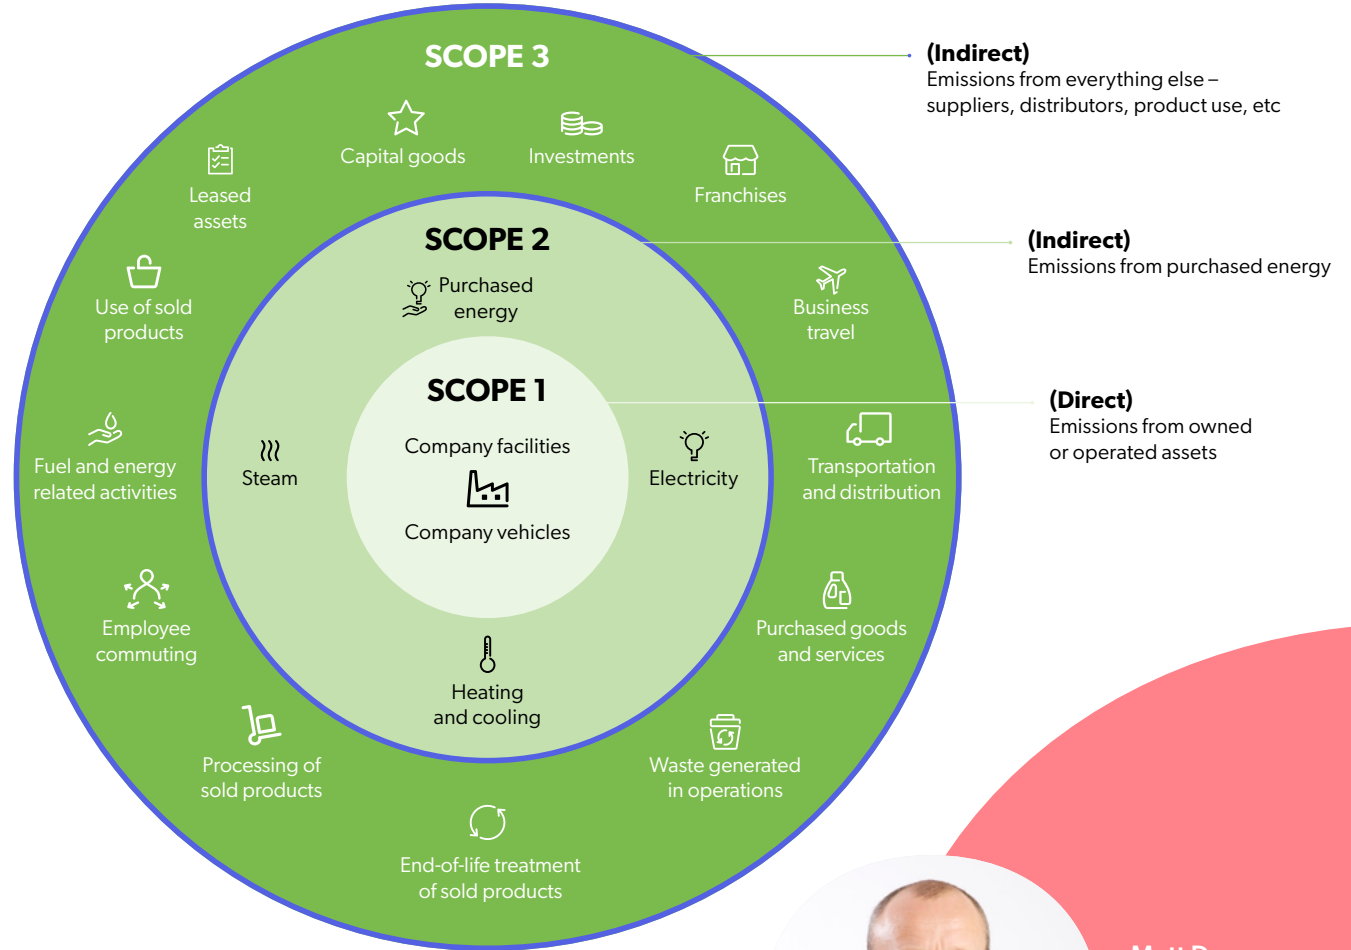 SCOPE 3
Capital goods
Investments
Leased
assets
Franchises
Use of sold
products
Business
travel
Fuel and energy
related activities
Transportation
and distribution
Employee
commuting
Purchased goods
and services
Processing of
sold products
Waste generated
in operations
End-of-life treatment
of sold products
SCOPE 2
Purchased
energy
Steam
Electricity
Heating
and cooling
SCOPE 1
Company facilities
Company vehicles
(Indirect)
Emissions from everything else –
suppliers, distributors, product use, etc
(Indirect)
Emissions from purchased energy
(Direct)
Emissions from owned
or operated assets